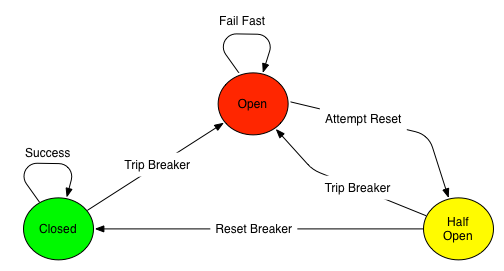 Fail Fast
Open
Attempt Reset
Success
Trip Breaker
Trip Breaker
Closed
Reset Breaker
Half
Open